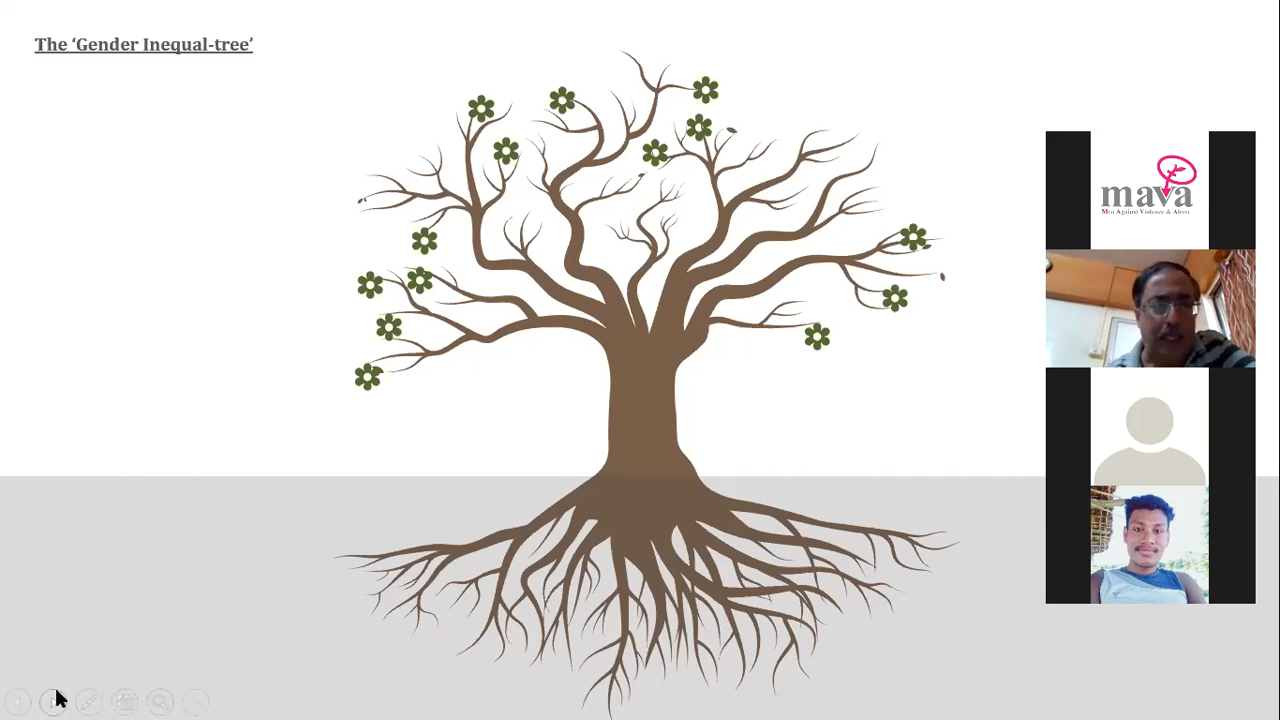 The ‘Gender Inequal-tree’
mava
Men Against Violence & Abuse